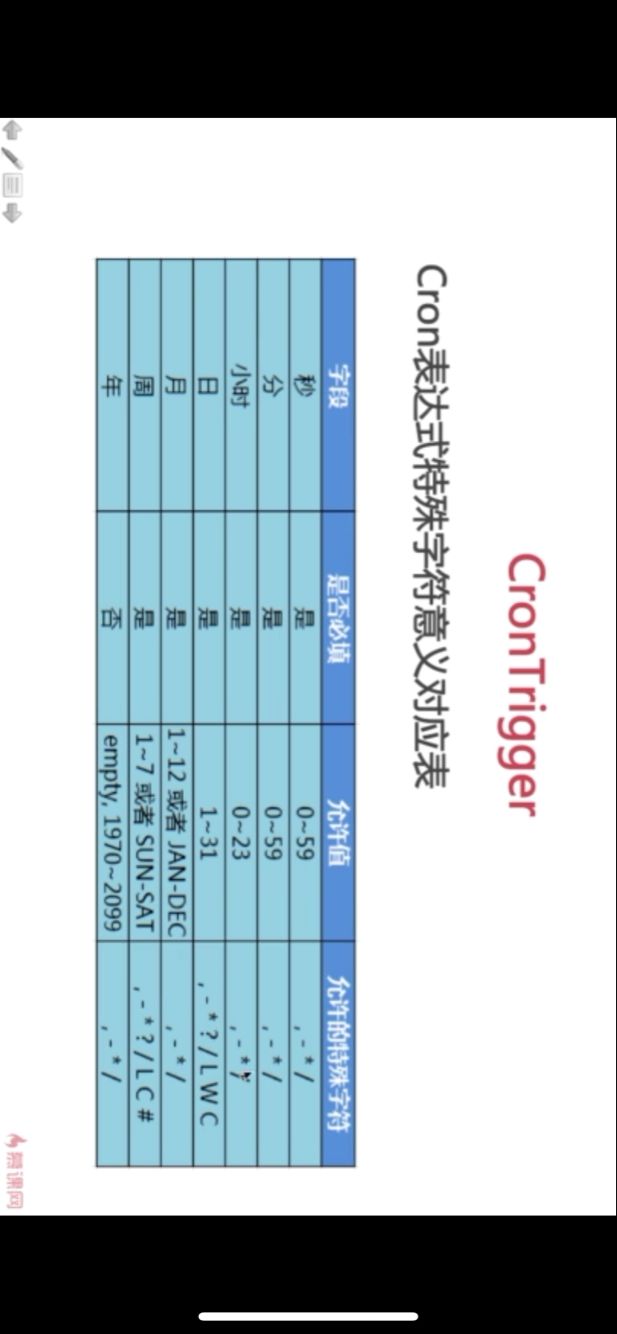 CronTrigger
Cron表达式特殊字符意义对应表
字段 是否必填 允许值 允许的特殊字符
秒 是 0~59 , - * /
分 是 0~59 , - * /
小时 是 0~23 , - * /
日 是 1~31 , - * ? / L W C
月 是 1~12 或者 JAN-DEC , - * /
周 是 1~7 或者 SUN-SAT , - * ? / L C #
年 否 empty, 1970~2099 , - * /
慕课网